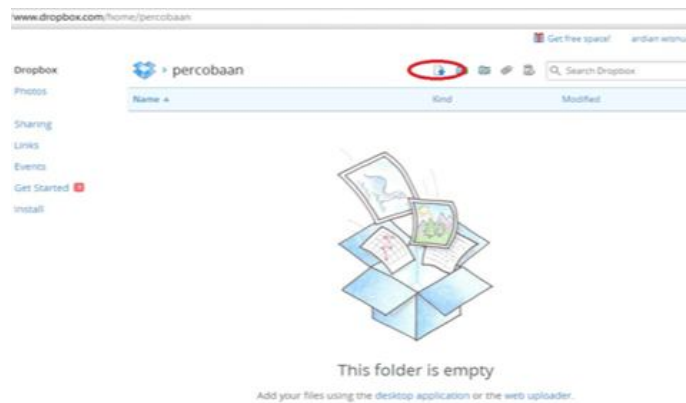 www.dropbox.com/home/percobaan
Get free space!
Dropbox
percobaan
Search Dropbox
Photos
Name
Kind
Modified
Sharing
Links
Events
Get Started
Install
This folder is empty
Add your files using the desktop application or the web uploader.